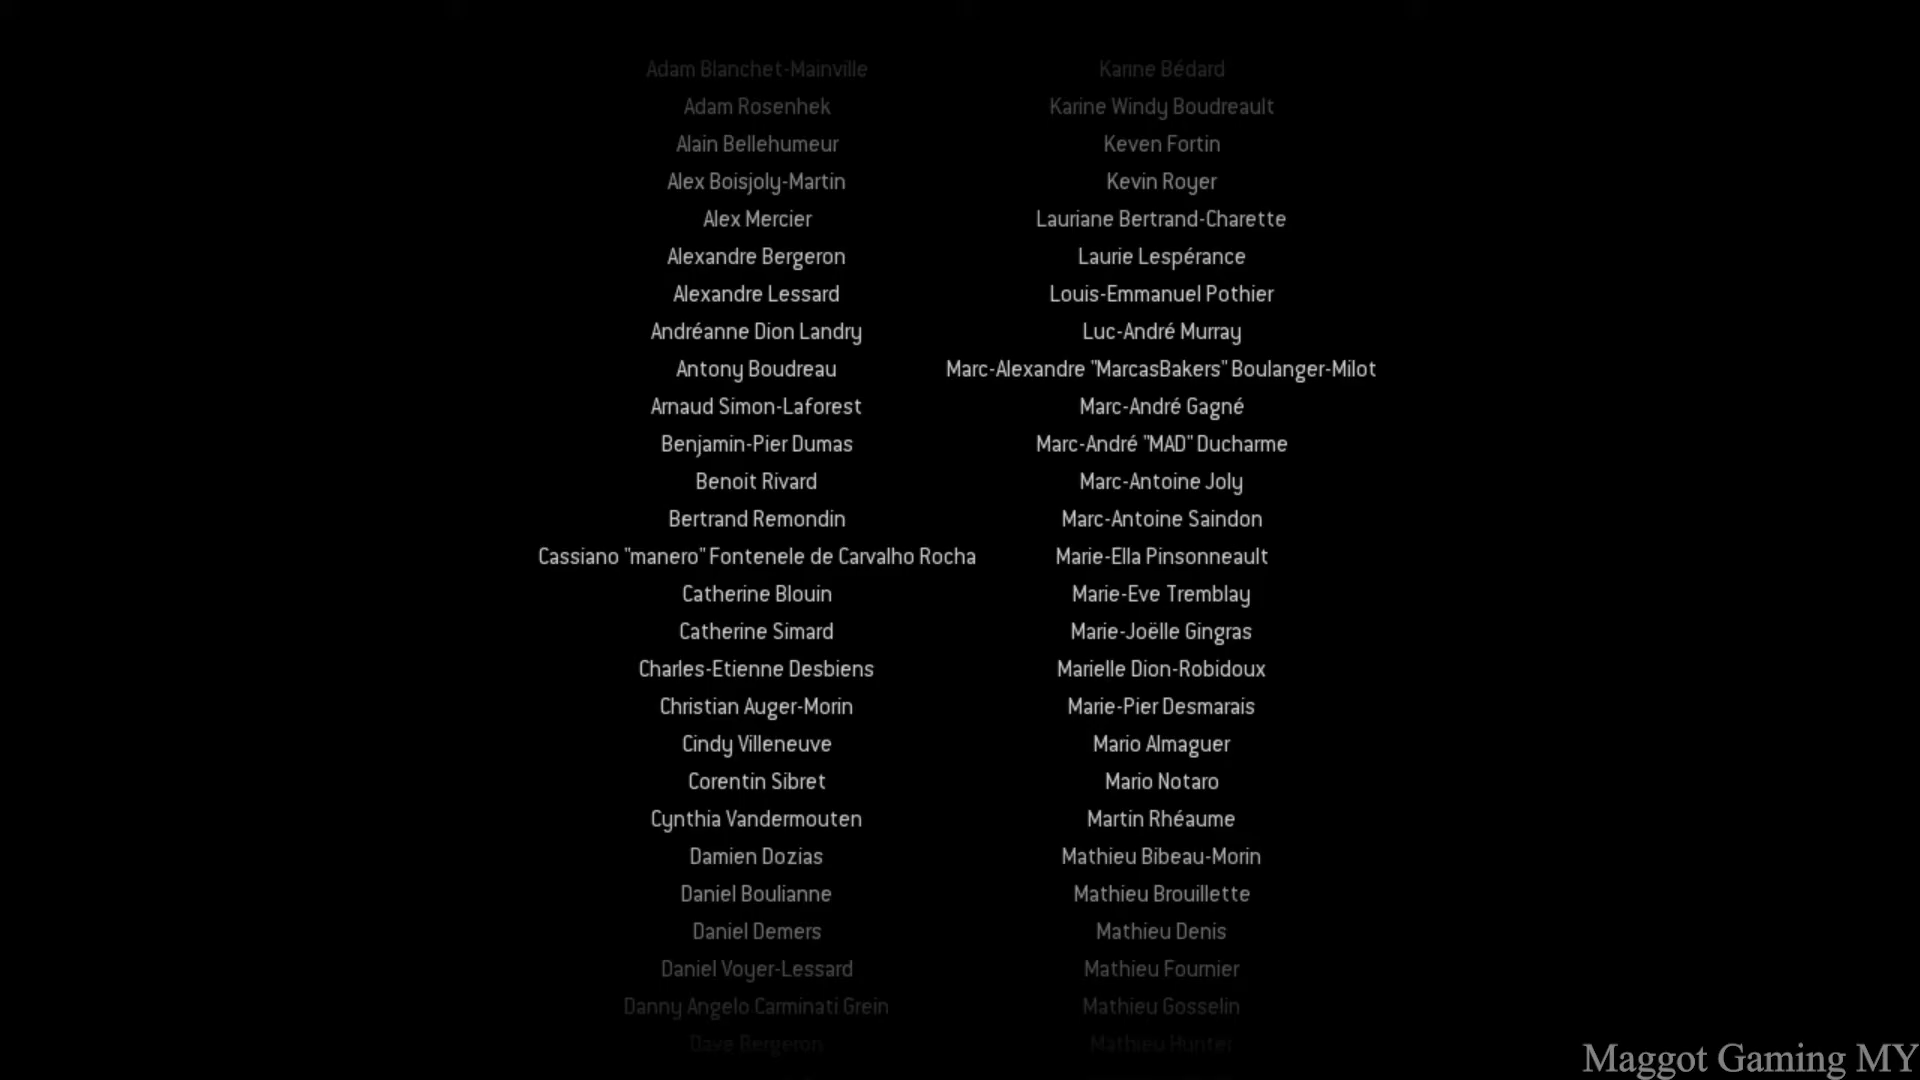 Adam Blanchet-Mainville
Adam Rosenhek
Alain Bellehumeur
Alex Boisjoly-Martin
Alex Mercier
Alexandre Bergeron
Alexandre Lessard
Andréanne Dion Landry
Antony Boudreau
Arnaud Simon-Laforest
Benjamin-Pier Dumas
Benoit Rivard
Bertrand Remondin
Cassiano "manero" Fontenele de Carvalho Rocha
Catherine Blouin
Catherine Simard
Charles-Etienne Desbiens
Christian Auger-Morin
Cindy Villeneuve
Corentin Sibret
Cynthia Vandermouten
Damien Dozias
Daniel Boulianne
Daniel Demers
Daniel Voyer-Lessard
Danny Angelo Carminati Grein
Dave Bergeron
Karine Bédard
Karine Windy Boudreault
Keven Fortin
Kevin Royer
Lauriane Bertrand-Charette
Laurie Lespérance
Louis-Emmanuel Pothier
Luc-André Murray
Marc-Alexandre "MarcasBakers" Boulanger-Milot
Marc-André Gagné
Marc-André "MAD" Ducharme
Marc-Antoine Joly
Marc-Antoine Saindon
Marie-Ella Pinsonneault
Marie-Eve Tremblay
Marie-Joëlle Gingras
Marielle Dion-Robidoux
Marie-Pier Desmarais
Mario Almaguer
Mario Notaro
Martin Rhéaume
Mathieu Bibeau-Morin
Mathieu Brouillette
Mathieu Denis
Mathieu Fournier
Mathieu Gosselin
Mathieu Hunter
Maggot Gaming MY